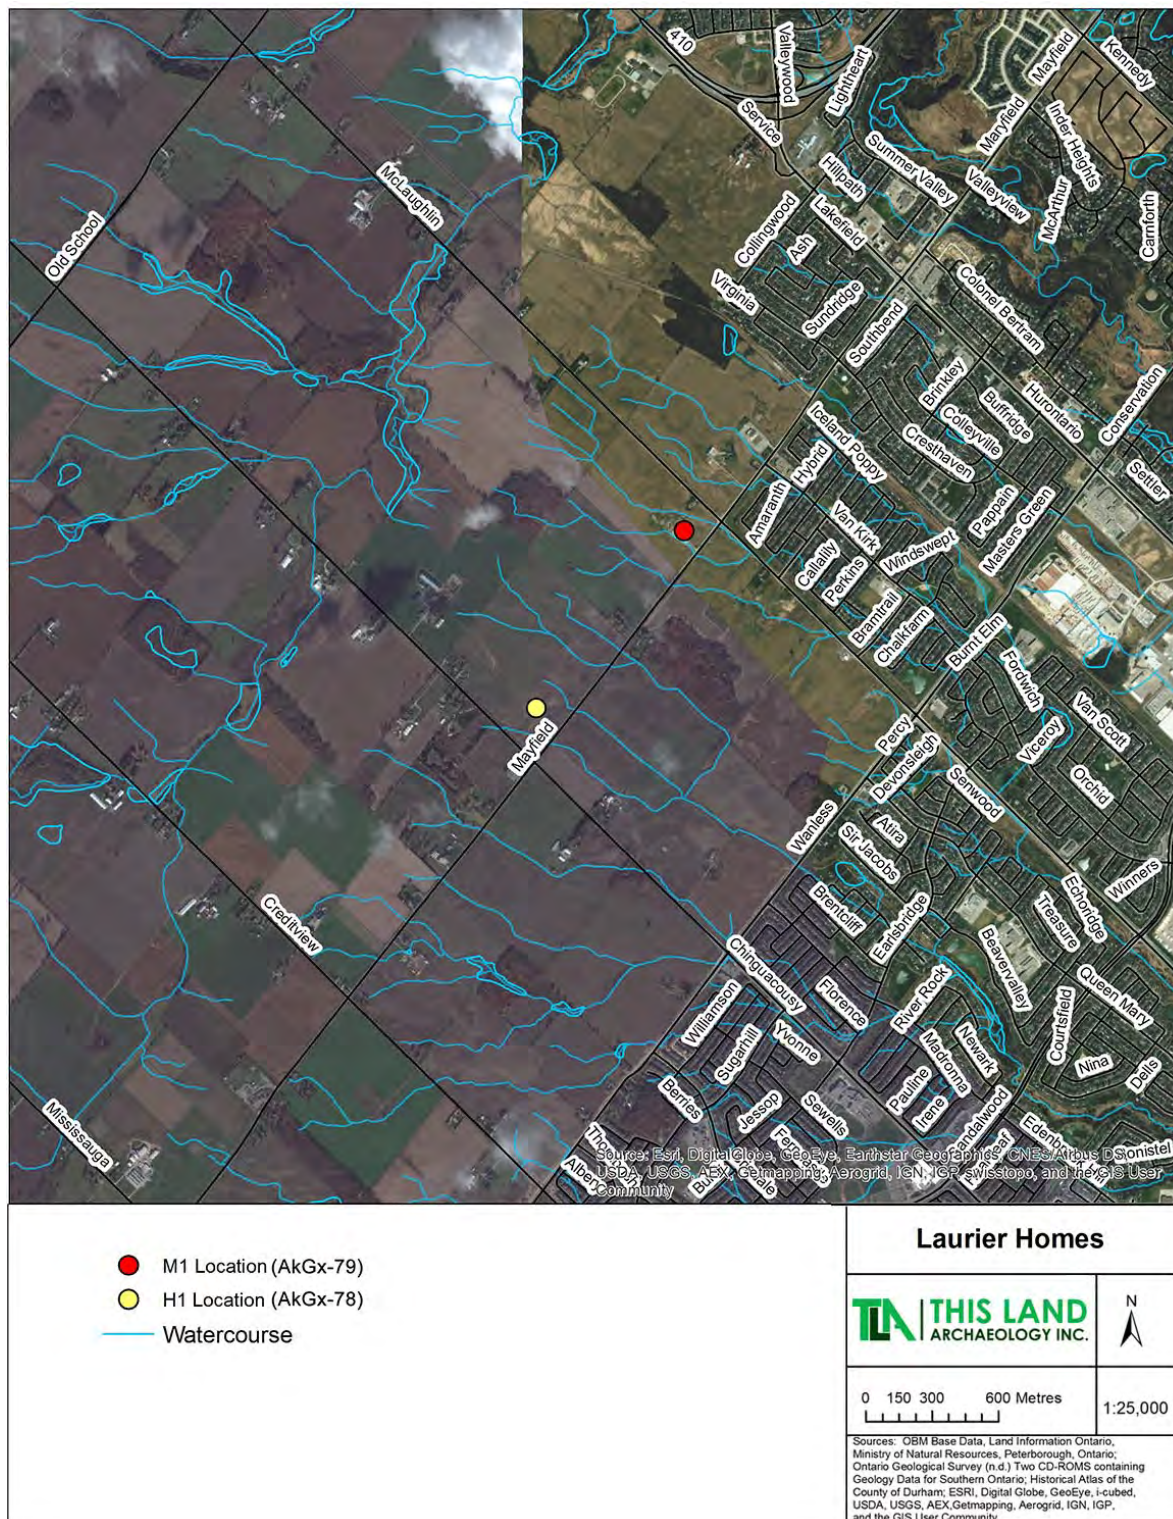 410
Valleywood
Lightheart
Mayfield
Kennedy
Service
Maryfield
Inder Heights
Summer Valley
Hillpath
Valleyview
McArthur
Carnforth
McLaughlin
Old School
Collingwood
Lakefield
Ash
Virginia
Sundridge
Colonel Bertram
Southbend
Brinkley
Buffridge
Hurontario
Conservation
Colleyville
Iceland Poppy
Cresthaven
Hybrid
Settler
Amaranth
Pappain
Masters Green
Van Kirk
Windswept
Callalily
Perkins
Bramtrail
Chalkfarm
Burnt Elm
Fordwich
Mayfield
Percy
Devonsleigh
Viceroy
Van Scott
Senwood
Orchid
Wanless
Atira
Sir Jacobs
Winners
Brentcliff
Earlsbridge
Echoridge
Treasure
Creditview
Beavervalley
Chinguacousy
Queen Mary
Florence
River Rock
Williamson
Courtsfield
Newark
Yvonne
Sugarhill
Madronna
Nina
Dells
Pauline
Irene
Berries
Jessop
Sewells
Mississauga
Source: Esri, DigitalGlobe, GeoEye, Earthstar Geographics, CNES/Airbus DS,
USDA, USGS, AEX, Getmapping, Aerogrid, IGN, IGP, swisstopo, and the GIS User
Community
M1 Location (AkGx-79)
H1 Location (AkGx-78)
Watercourse
Laurier Homes
TLA THIS LAND
ARCHAEOLOGY INC.
N
0 150 300 600 Metres
1:25,000
Sources: OBM Base Data, Land Information Ontario,
Ministry of Natural Resources, Peterborough, Ontario;
Ontario Geological Survey (n.d.) Two CD-ROMS containing
Geology Data for Southern Ontario; Historical Atlas of the
County of Durham; ESRI, Digital Globe, GeoEye, i-cubed,
USDA, USGS, AEX,Getmapping, Aerogrid, IGN, IGP,
and the GIS User Community